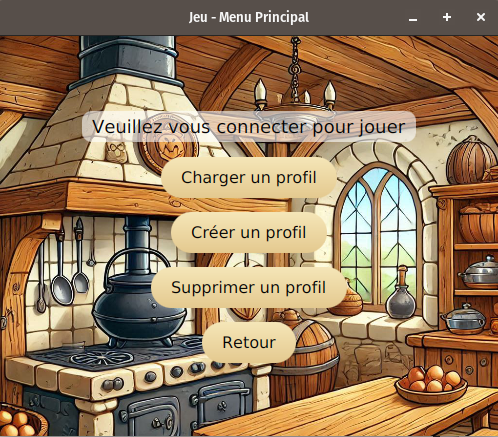 Jeu - Menu Principal
Veuillez vous connecter pour jouer
Charger un profil
Créer un profil
Supprimer un profil
Retour